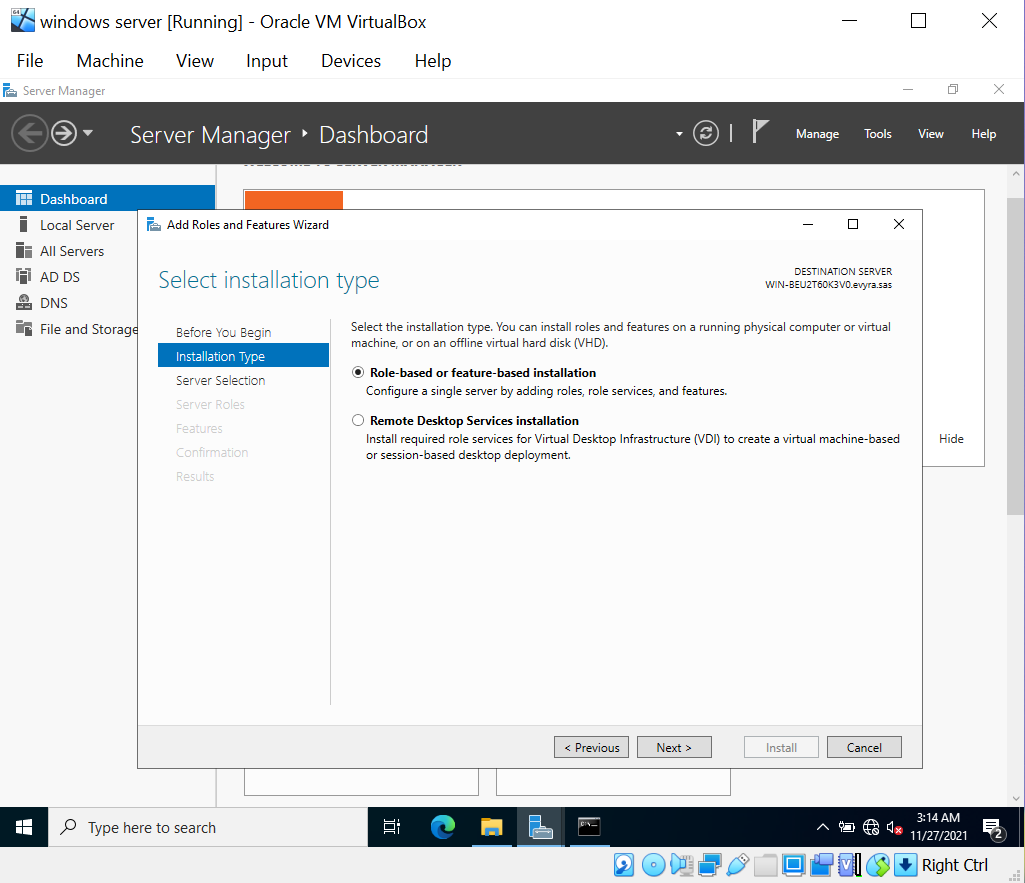 windows server [Running] - Oracle VM VirtualBox
File Machine View Input Devices Help
Server Manager
Server Manager Dashboard
Manage Tools View Help
Dashboard
Local Server
All Servers
AD DS
DNS
File and Storage
Add Roles and Features Wizard
Select installation type
DESTINATION SERVER
WIN-BEU2T60K3V0.evyra.sas
Before You Begin
Installation Type
Server Selection
Server Roles
Features
Confirmation
Results
Select the installation type. You can install roles and features on a running physical computer or virtual
machine, or on an offline virtual hard disk (VHD).
Role-based or feature-based installation
Configure a single server by adding roles, role services, and features.
Remote Desktop Services installation
Install required role services for Virtual Desktop Infrastructure (VDI) to create a virtual machine-based
or session-based desktop deployment.
Hide
< Previous Next > Install Cancel
Type here to search
3:14 AM
11/27/2021
2
Right Ctrl